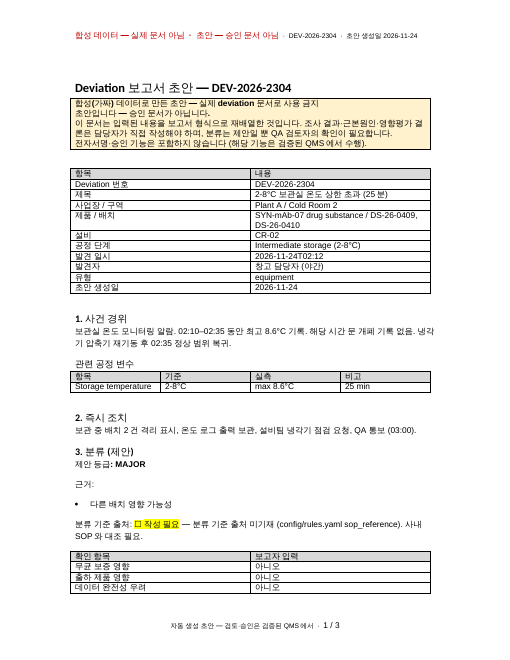 합성 데이터 — 실제 문서 아님 · 초안 — 승인 문서 아님 · DEV-2026-2304 · 초안 생성일 2026-11-24
Deviation 보고서 초안 — DEV-2026-2304
합성(가짜) 데이터로 만든 초안 — 실제 deviation 문서로 사용 금지
초안입니다 — 승인 문서가 아닙니다.
이 문서는 입력된 내용을 보고서 형식으로 재배열한 것입니다. 조사 결과·근본원인·영향평가 결
론은 담당자가 직접 작성해야 하며, 분류는 제안일 뿐 QA 검토자의 확인이 필요합니다.
전자서명·승인 기능은 포함하지 않습니다 (해당 기능은 검증된 QMS 에서 수행).
항목 내용
Deviation 번호 DEV-2026-2304
제목 2-8°C 보관실 온도 상한 초과 (25 분)
사업장 / 구역 Plant A / Cold Room 2
제품 / 배치 SYN-mAb-07 drug substance / DS-26-0409,
DS-26-0410
설비 CR-02
공정 단계 Intermediate storage (2-8°C)
발견 일시 2026-11-24T02:12
발견자 창고 담당자 (야간)
유형 equipment
초안 생성일 2026-11-24
1. 사건 경위
보관실 온도 모니터링 알람. 02:10–02:35 동안 최고 8.6°C 기록. 해당 시간 문 개폐 기록 없음. 냉각
기 압축기 재기동 후 02:35 정상 범위 복귀.
관련 공정 변수
항목 기준 실측 비고
Storage temperature 2-8°C max 8.6°C 25 min
2. 즉시 조치
보관 중 배치 2 건 격리 표시, 온도 로그 출력 보관, 설비팀 냉각기 점검 요청, QA 통보 (03:00).
3. 분류 (제안)
제안 등급: MAJOR
근거:
• 다른 배치 영향 가능성
분류 기준 출처: ☐ 작성 필요 — 분류 기준 출처 미기재 (config/rules.yaml sop_reference). 사내
SOP 와 대조 필요.
확인 항목 보고자 입력
무균 보증 영향 아니오
출하 제품 영향 아니오
데이터 완전성 우려 아니오
자동 생성 초안 — 검토·승인은 검증된 QMS 에서 · 1 / 3